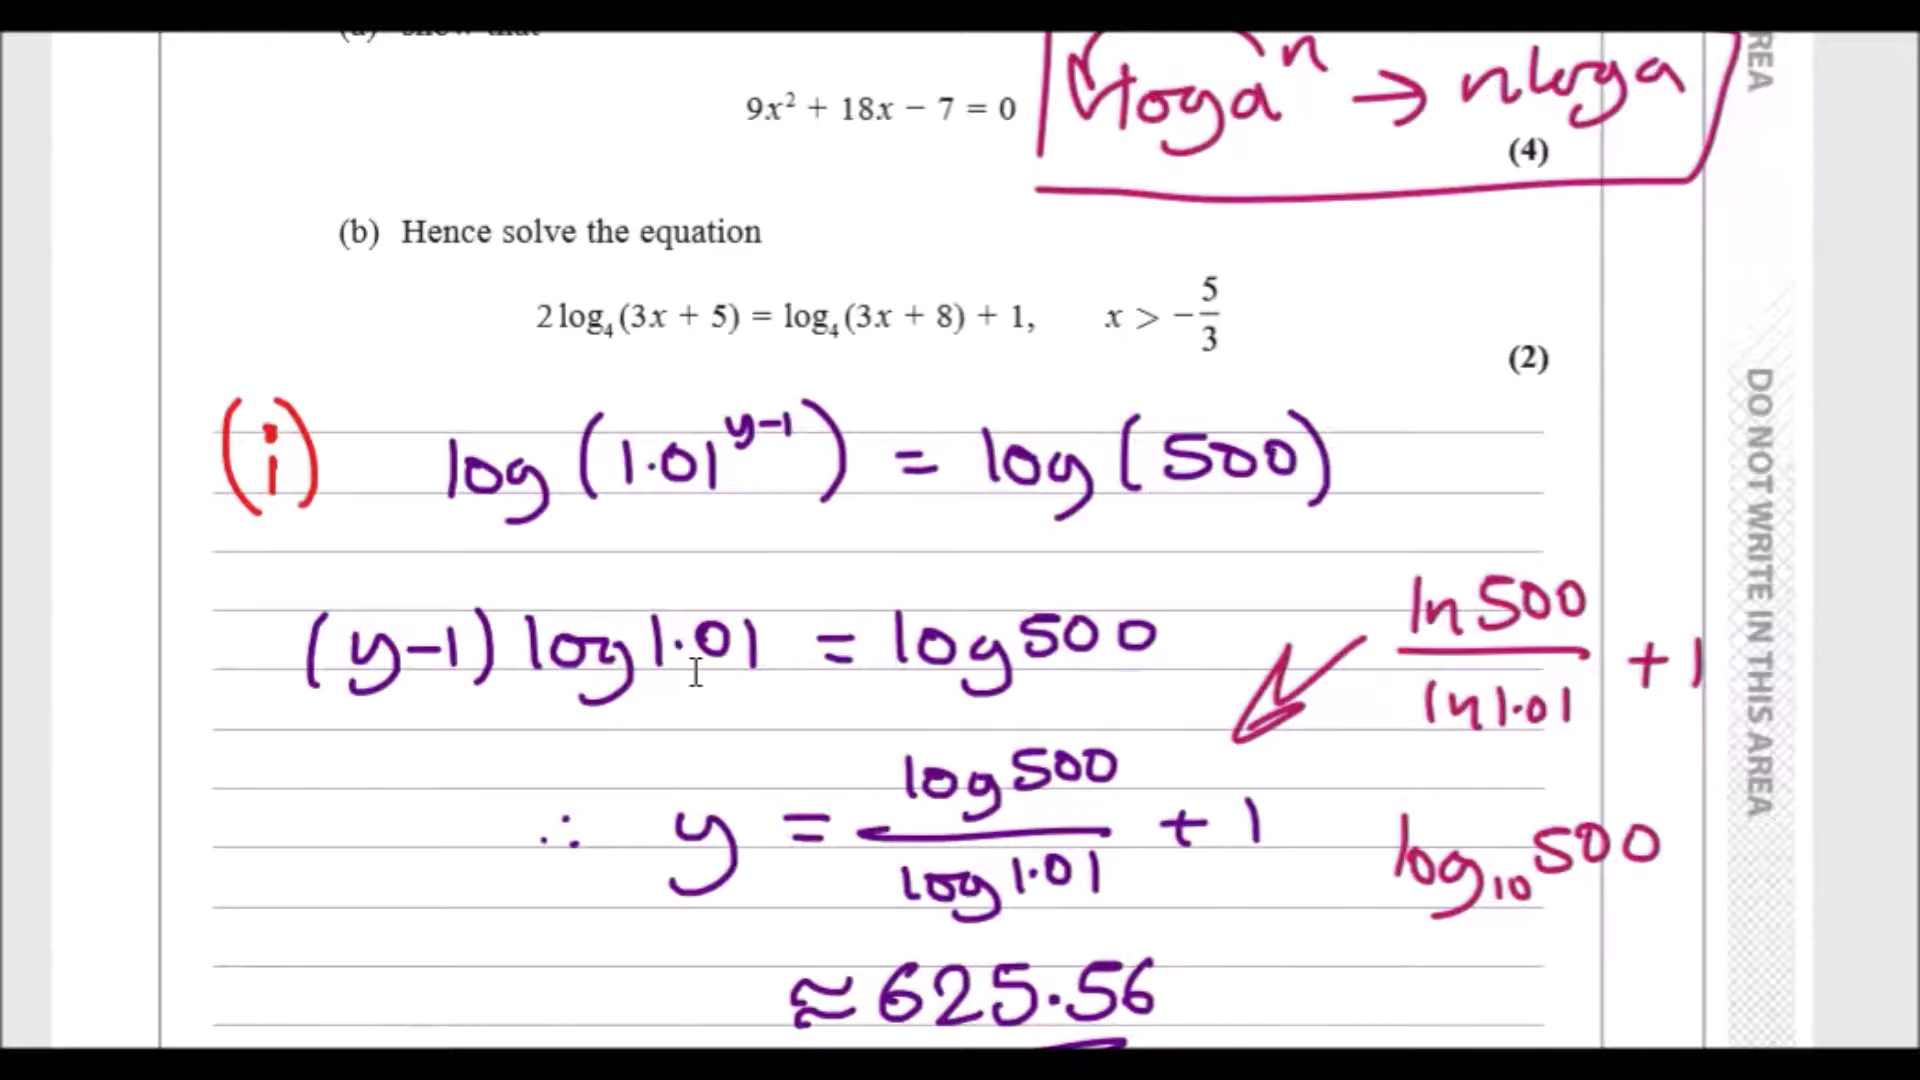 (a) show that
9x² + 18x − 7 = 0
log aⁿ → n log a
(4)
(b) Hence solve the equation
2 log₄ (3x + 5) = log₄ (3x + 8) + 1, x > −5/3
(2)
(i) log (1.01^(y−1)) = log (500)
(y−1) log 1.01 = log 500
ln 500 / ln 1.01 + 1
∴ y = log 500 / log 1.01 + 1
log₁₀ 500
≈ 625.56
REA
DO NOT WRITE IN THIS AREA